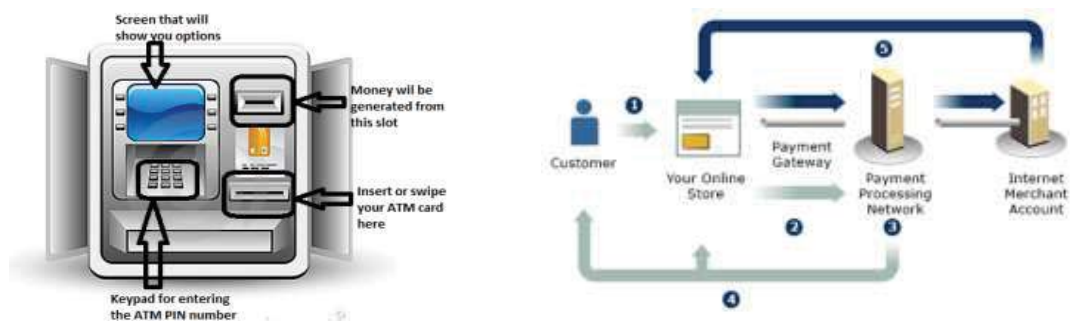 Screen that will
show you options
Money wil be
generated from
this slot
Insert or swipe
your ATM card
here
Keypad for entering
the ATM PIN number
1
5
Customer
Your Online
Store
Payment
Gateway
Payment
Processing
Network
Internet
Merchant
Account
2
3
4